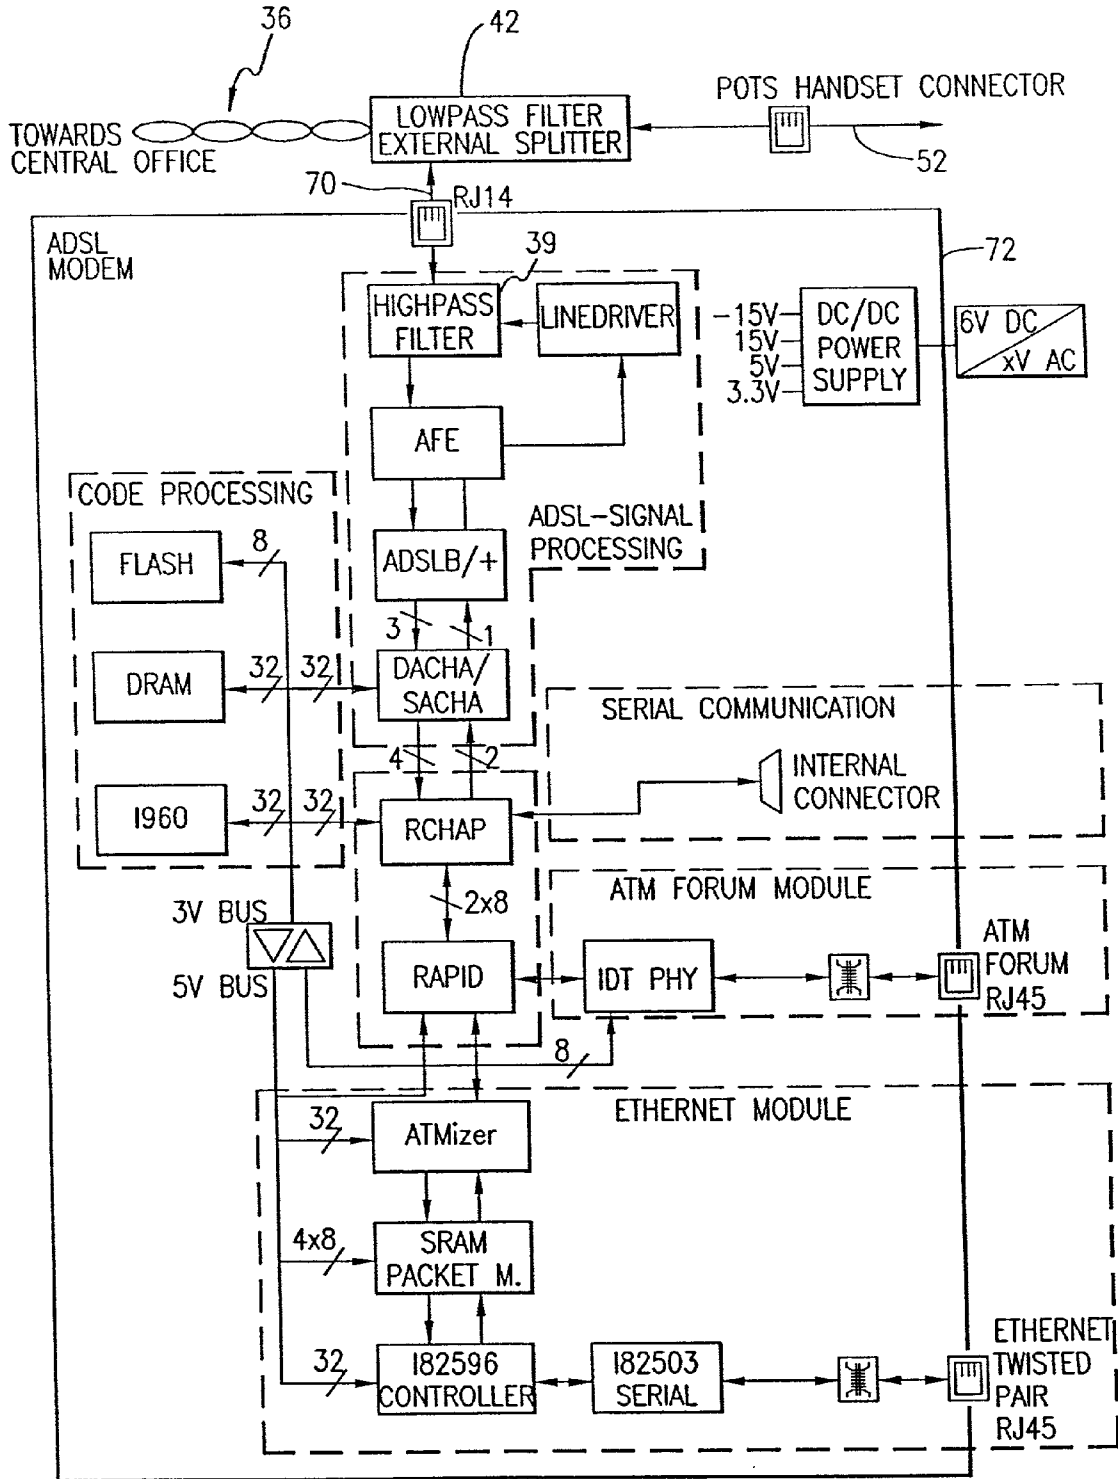 36
42
POTS HANDSET CONNECTOR
TOWARDS
CENTRAL OFFICE
LOWPASS FILTER
EXTERNAL SPLITTER
52
70
RJ14
ADSL
MODEM
39
72
HIGHPASS
FILTER
LINEDRIVER
-15V
15V
5V
3.3V
DC/DC
POWER
SUPPLY
6V DC
xV AC
AFE
CODE PROCESSING
ADSL-SIGNAL
PROCESSING
FLASH
8
ADSLB/+
3
1
DRAM
32
32
DACHA/
SACHA
SERIAL COMMUNICATION
4
2
INTERNAL
CONNECTOR
I960
32
32
RCHAP
ATM FORUM MODULE
2x8
3V BUS
5V BUS
RAPID
IDT PHY
ATM
FORUM
RJ45
8
ETHERNET MODULE
32
ATMizer
4x8
SRAM
PACKET M.
32
I82596
CONTROLLER
I82503
SERIAL
ETHERNET
TWISTED
PAIR
RJ45